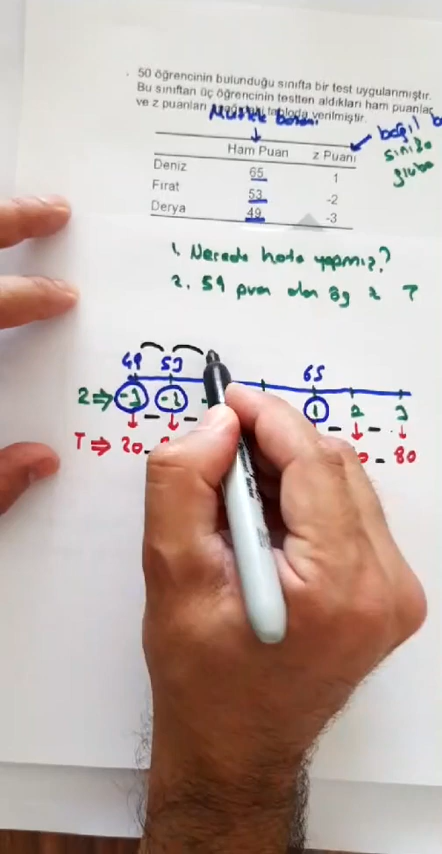 . 50 öğrencinin bulunduğu sınıfta bir test uygulanmıştır.
Bu sınıftan üç öğrencinin testten aldıkları ham puanlar
ve z puanları tabloda verilmiştir.
Ham Puan z Puanı
Deniz 65 1
Fırat 53 -2
Derya 49 -3
1. Nerede hata yapmış?
2. 59 puan alan öğ z T ?
49 53 65
Z ⇒ -3 -2 1 2 3
T ⇒ 20 80